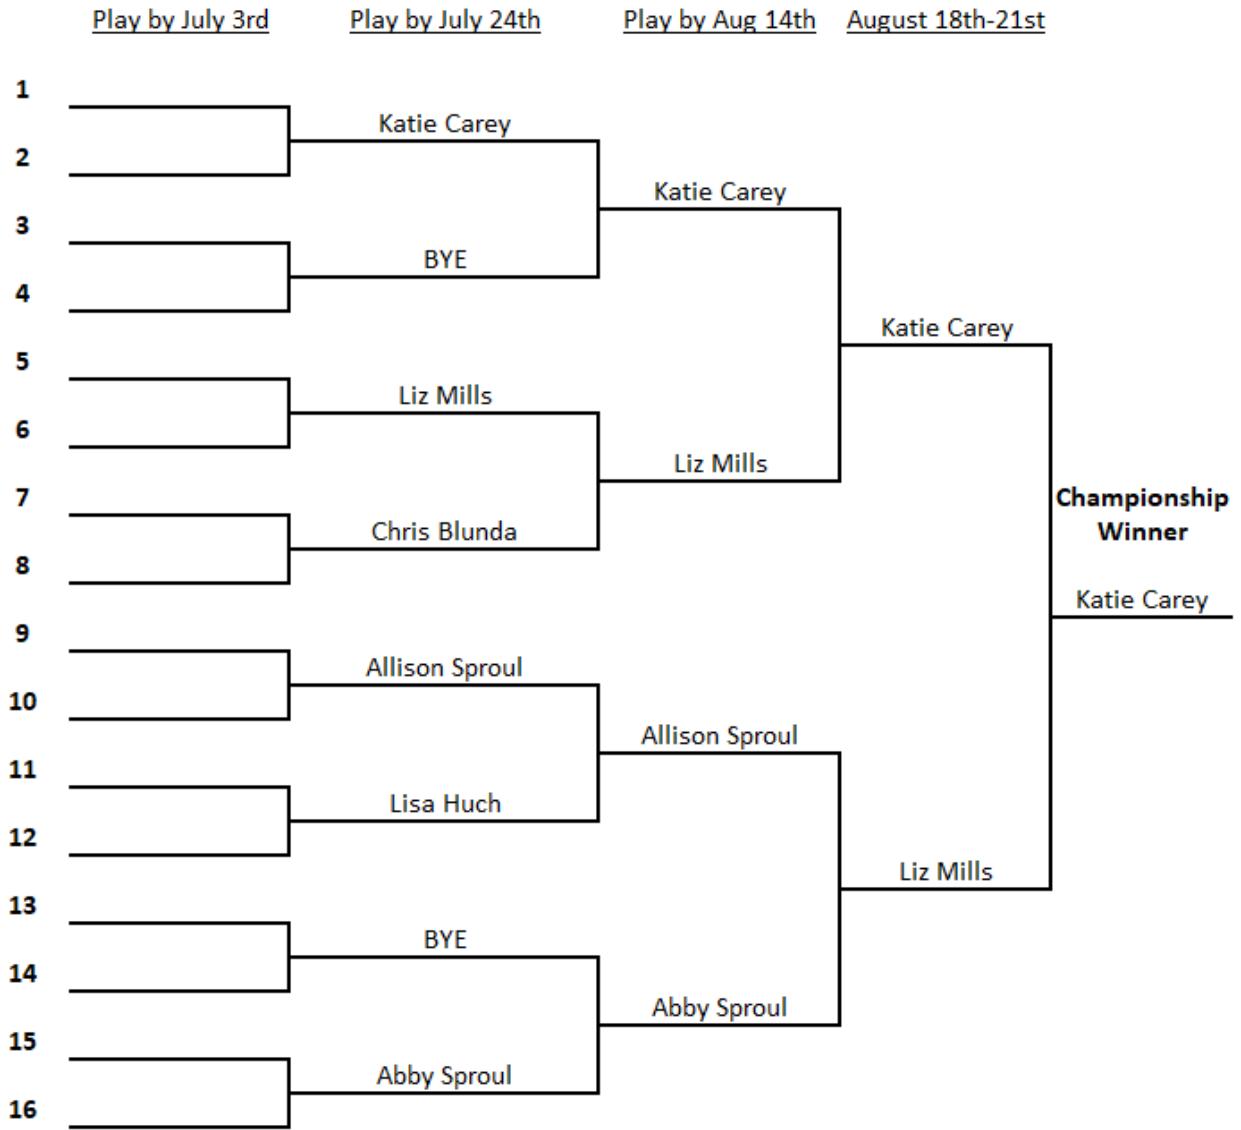 Play by July 3rd Play by July 24th Play by Aug 14th August 18th-21st
1
Katie Carey
2
Katie Carey
3
BYE
4
Katie Carey
5
Liz Mills
6
Liz Mills
7
Championship
Winner
Chris Blunda
8
Katie Carey
9
Allison Sproul
10
Allison Sproul
11
Lisa Huch
12
Liz Mills
13
BYE
14
Abby Sproul
15
Abby Sproul
16